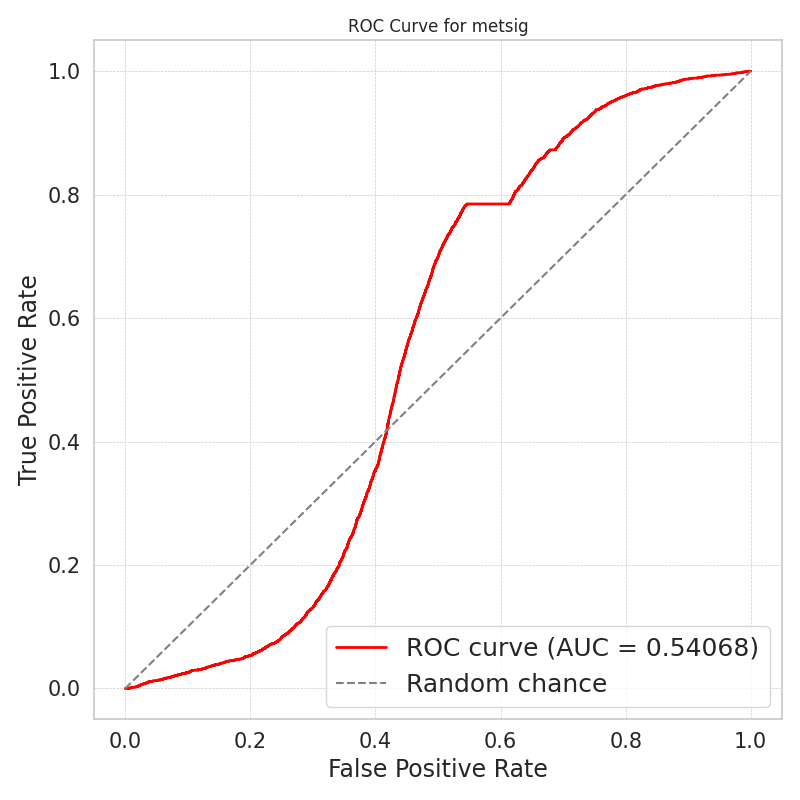 ROC Curve for metsig
1.0
0.8
0.6
0.4
0.2
0.0
True Positive Rate
ROC curve (AUC = 0.54068)
Random chance
0.0 0.2 0.4 0.6 0.8 1.0
False Positive Rate